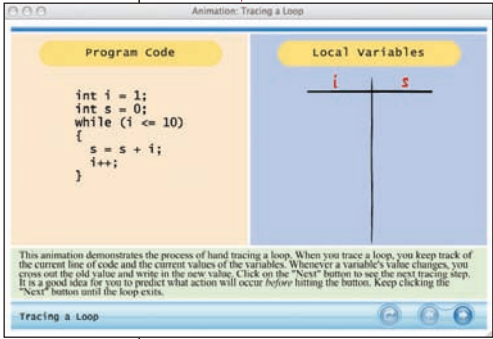 Animation: Tracing a Loop
Program Code
int i = 1;
int s = 0;
while (i <= 10)
{
s = s + i;
i++;
}
Local Variables
i s
This animation demonstrates the process of hand tracing a loop. When you trace a loop, you keep track of
the current line of code and the current values of the variables. Whenever a variable's value changes, you
cross out the old value and write in the new value. Click on the "Next" button to see the next tracing step.
It is a good idea for you to predict what action will occur before hitting the button. Keep clicking the
"Next" button until the loop exits.
Tracing a Loop